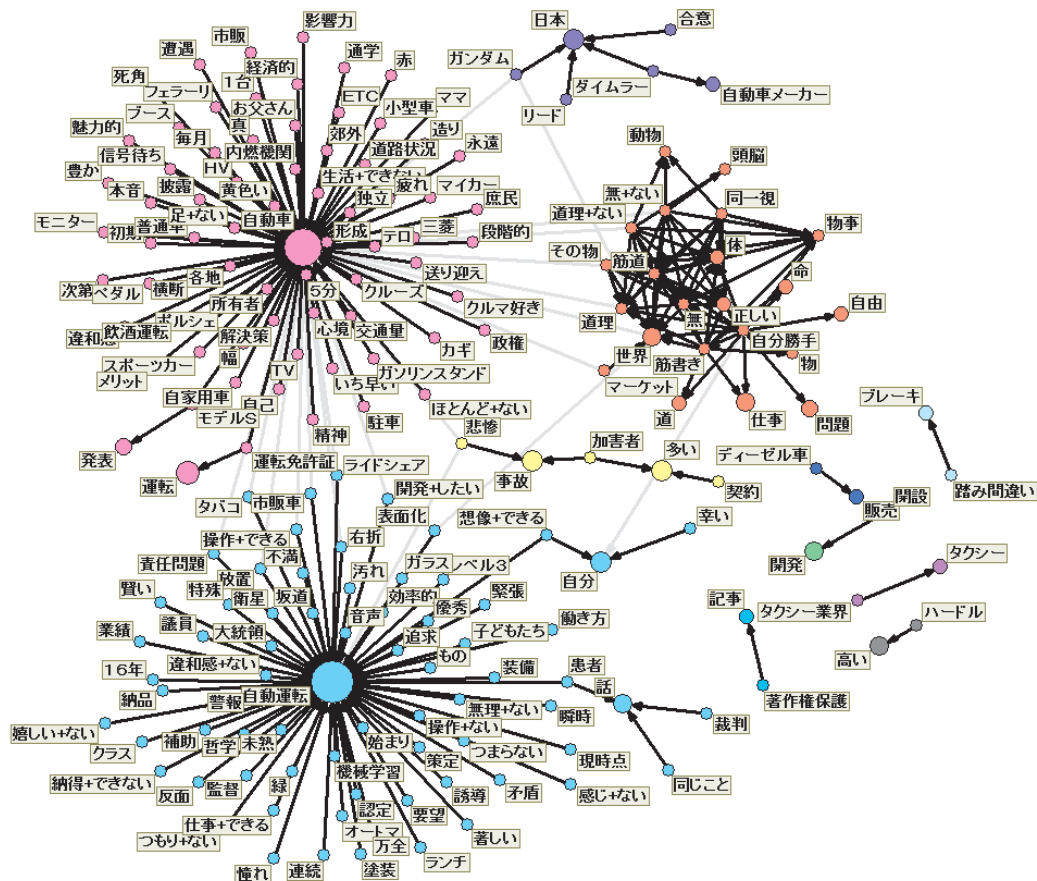 影響力
日本
合意
市販
遭遇
通学
赤
経済的
ガンダム
死角
1台
ダイムラー
自動車メーカー
フェラーリ
お父さん
ETC
小型車
ママ
リード
ブース
真
郊外
造り
動物
魅力的
毎月
内燃機関
道路状況
永遠
頭脳
信号待ち
HV
生活+できない
無+ない
豊か
披露
黄色い
疲れ
マイカー
同一視
本音
独立
庶民
道理+ない
モニター
足+ない
自動車
形成
三菱
物事
初期
普通車
テロ
段階的
その物
体
筋道
次第
ペダル
横断
各地
5分
クルーズ
送り迎え
命
所有者
クルマ好き
自由
違和感
飲酒運転
ポルシェ
心境
交通量
政権
道理
無
正しい
スポーツカー
解決策
カギ
世界
筋書き
自分勝手
メリット
幅
TV
いち早い
ガソリンスタンド
マーケット
物
自家用車
ブレーキ
モデルS
自己
駐車
ほとんど+ない
道
仕事
問題
発表
精神
悲惨
加害者
多い
運転
運転免許証
ライドシェア
事故
ディーゼル車
タバコ
市販車
開発+したい
契約
踏み間違い
販売
開設
操作+できる
右折
表面化
想像+できる
幸い
責任問題
不満
ガラス
レベル3
開発
賢い
特殊
放置
汚れ
自分
タクシー
衛星
坂道
効率的
緊張
業績
議員
大統領
音声
優秀
働き方
記事
タクシー業界
ハードル
追求
子どもたち
16年
違和感+ない
もの
装備
患者
高い
納品
警報
自動運転
話
著作権保護
嬉しい+ない
無理+ない
瞬時
裁判
クラス
補助
哲学
未熟
始まり
操作+ない
つまらない
納得+できない
機械学習
策定
現時点
反面
監督
緑
誘導
矛盾
感じ+ない
同じこと
仕事+できる
認定
要望
つもり+ない
オートマ
著しい
万全
憧れ
連続
塗装
ランチ